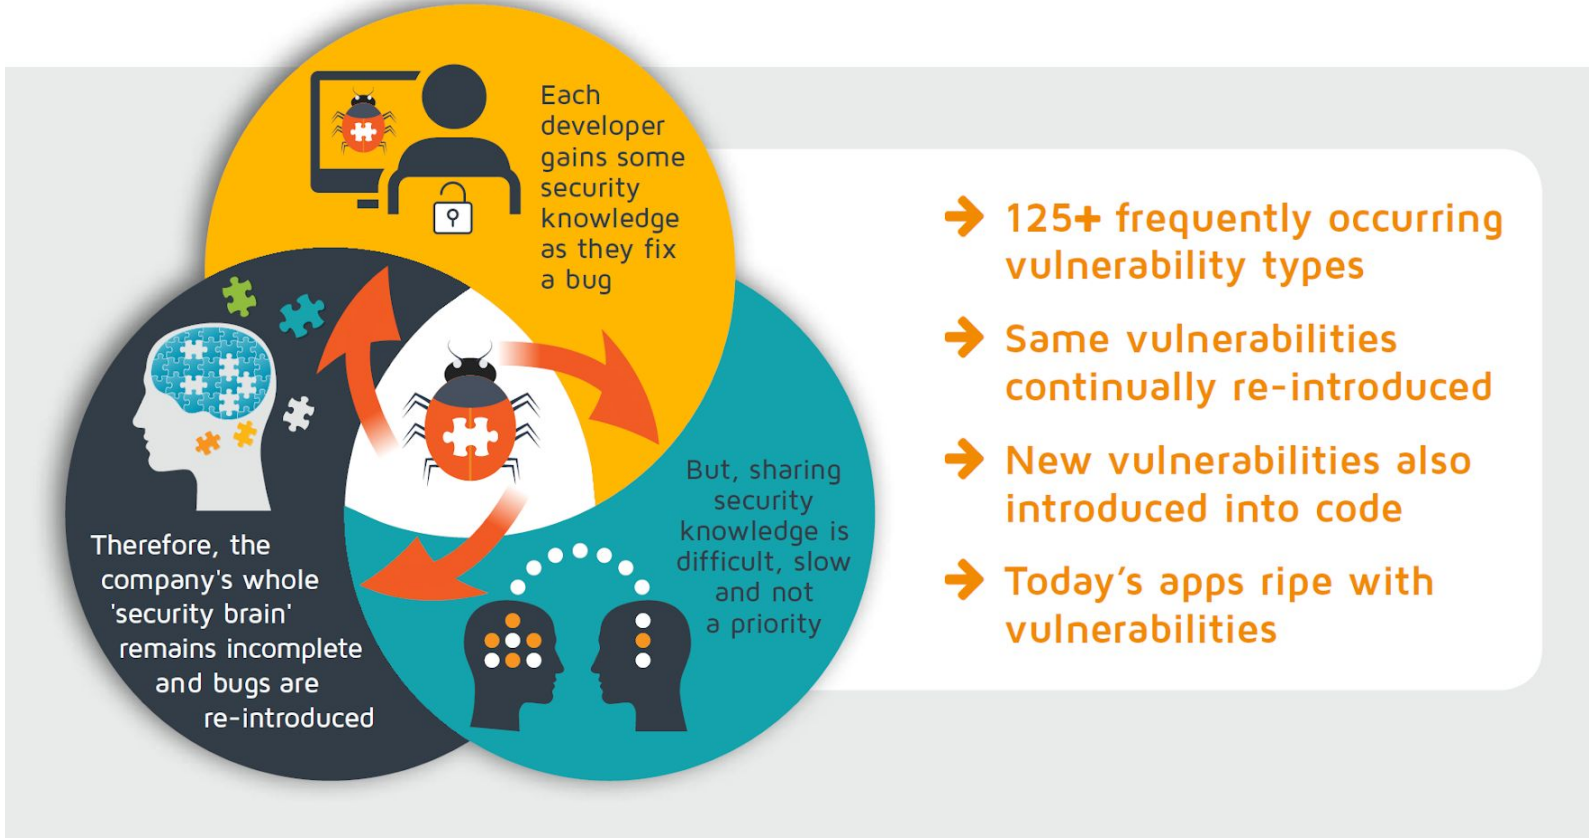 Each
developer
gains some
security
knowledge
as they fix
a bug
But, sharing
security
knowledge is
difficult, slow
and not
a priority
Therefore, the
company's whole
'security brain'
remains incomplete
and bugs are
re-introduced
125+ frequently occurring
vulnerability types
Same vulnerabilities
continually re-introduced
New vulnerabilities also
introduced into code
Today's apps ripe with
vulnerabilities